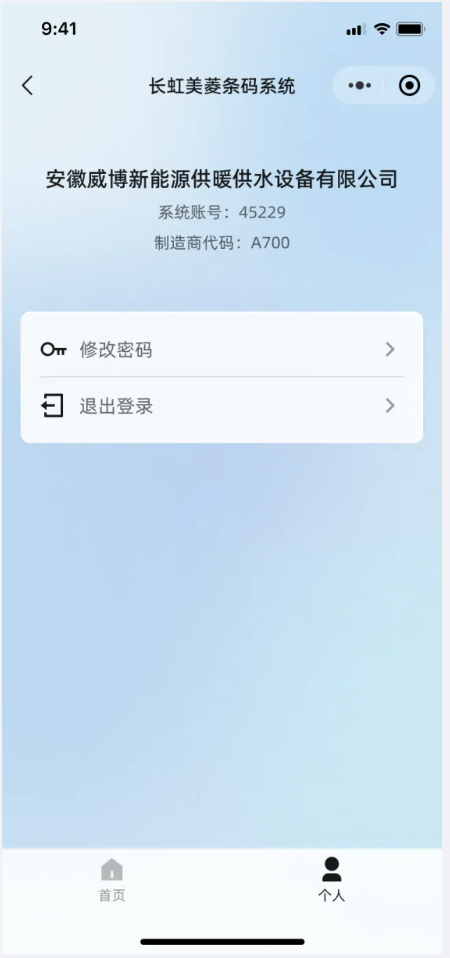 9:41
长虹美菱条码系统
安徽威博新能源供暖供水设备有限公司
系统账号：45229
制造商代码：A700
修改密码
退出登录
首页
个人